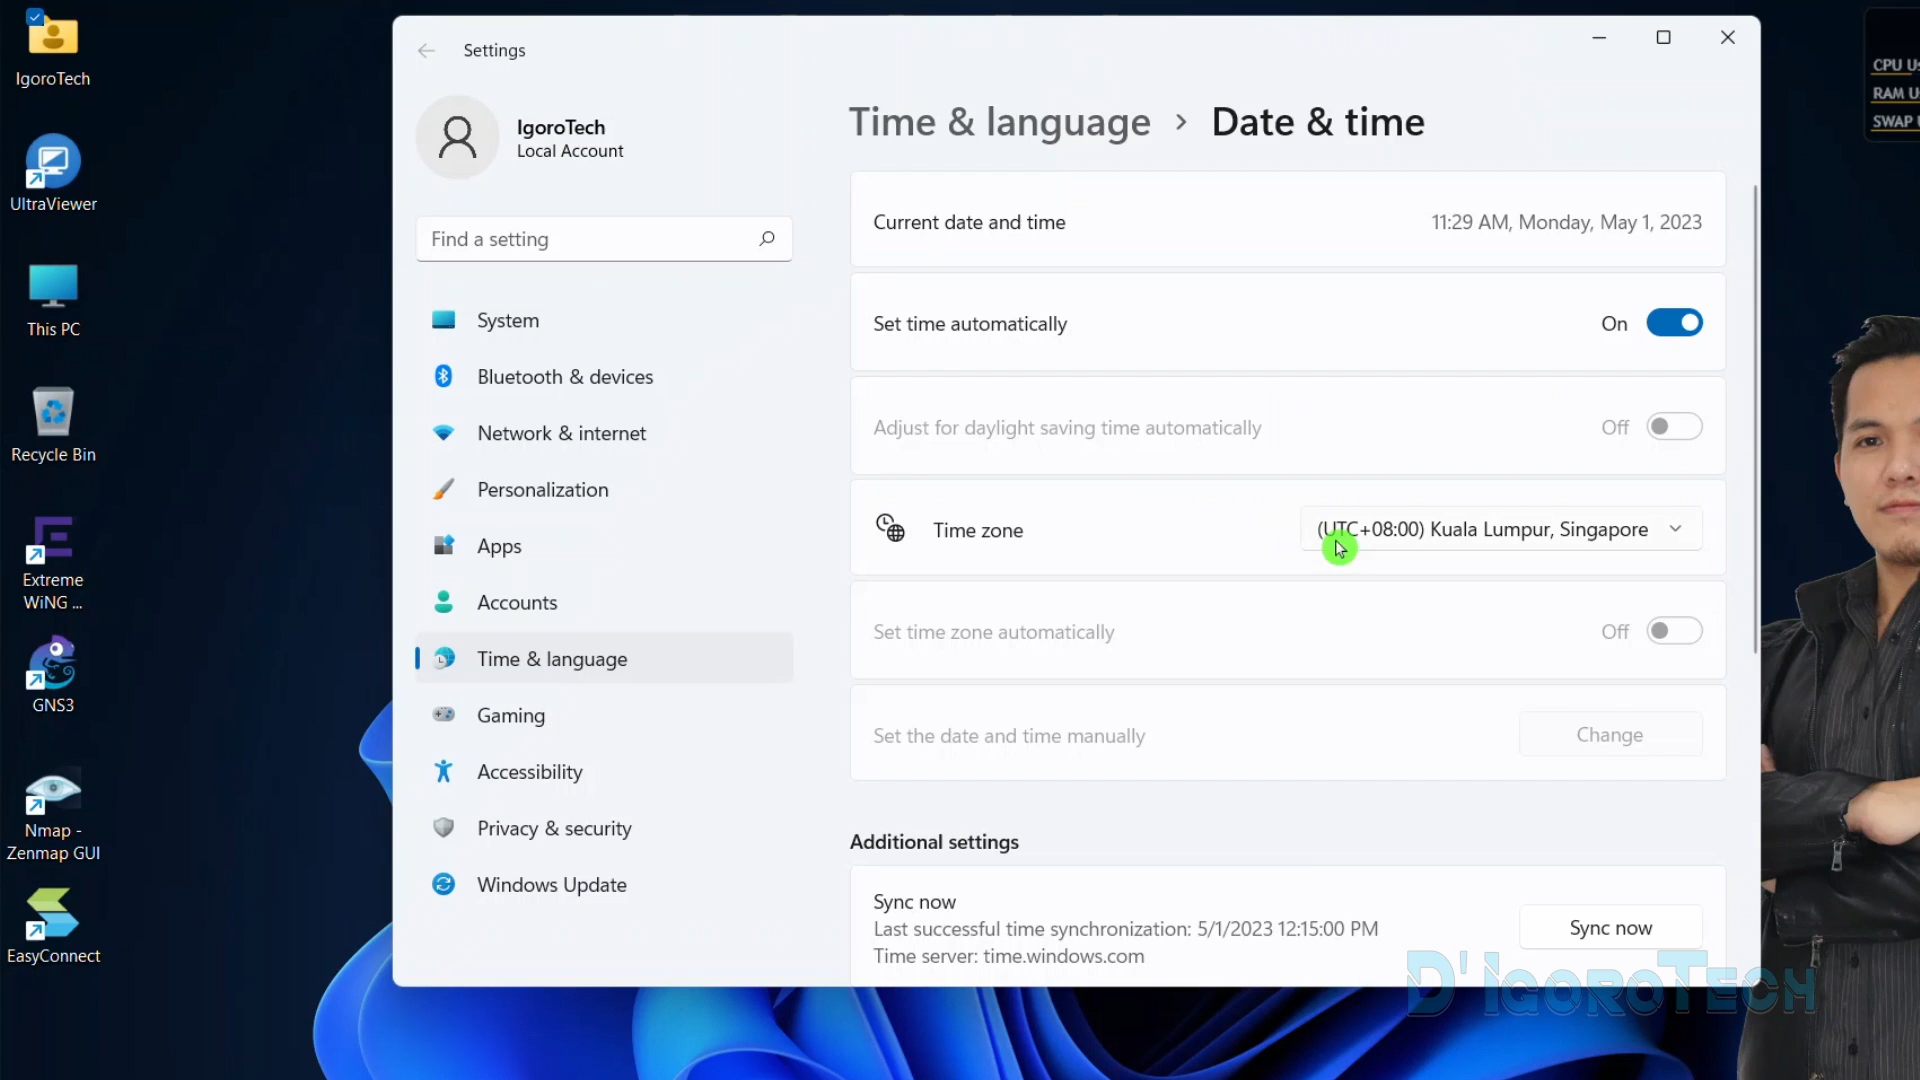 IgoroTech
UltraViewer
This PC
Recycle Bin
Extreme
WiNG ...
GNS3
Nmap -
Zenmap GUI
EasyConnect
Settings
IgoroTech
Local Account
Find a setting
System
Bluetooth & devices
Network & internet
Personalization
Apps
Accounts
Time & language
Gaming
Accessibility
Privacy & security
Windows Update
Time & language > Date & time
Current date and time
11:29 AM, Monday, May 1, 2023
Set time automatically
On
Adjust for daylight saving time automatically
Off
Time zone
(UTC+08:00) Kuala Lumpur, Singapore
Set time zone automatically
Off
Set the date and time manually
Change
Additional settings
Sync now
Last successful time synchronization: 5/1/2023 12:15:00 PM
Time server: time.windows.com
Sync now
D'IGOROTECH
CPU Us
RAM Us
SWAP U